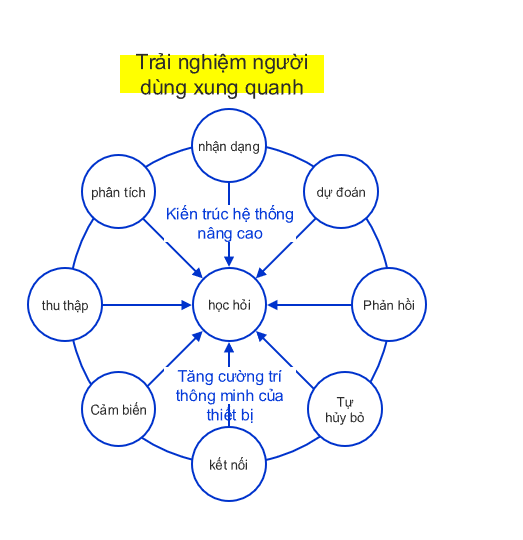 Trải nghiệm người
dùng xung quanh
nhận dạng
phân tích
dự đoán
Kiến trúc hệ thống
nâng cao
thu thập
học hỏi
Phản hồi
Tăng cường trí
thông minh của
thiết bị
Cảm biến
Tự
hủy bỏ
kết nối